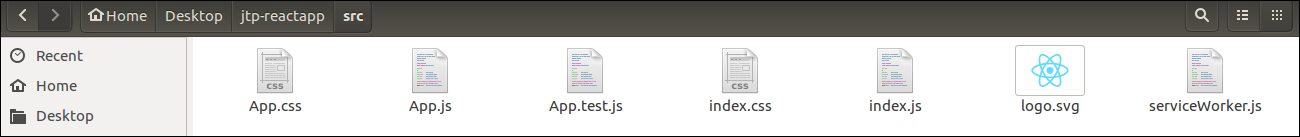 Home Desktop jtp-reactapp src
Recent
Home
Desktop
CSS CSS
App.css App.js App.test.js index.css index.js logo.svg serviceWorker.js